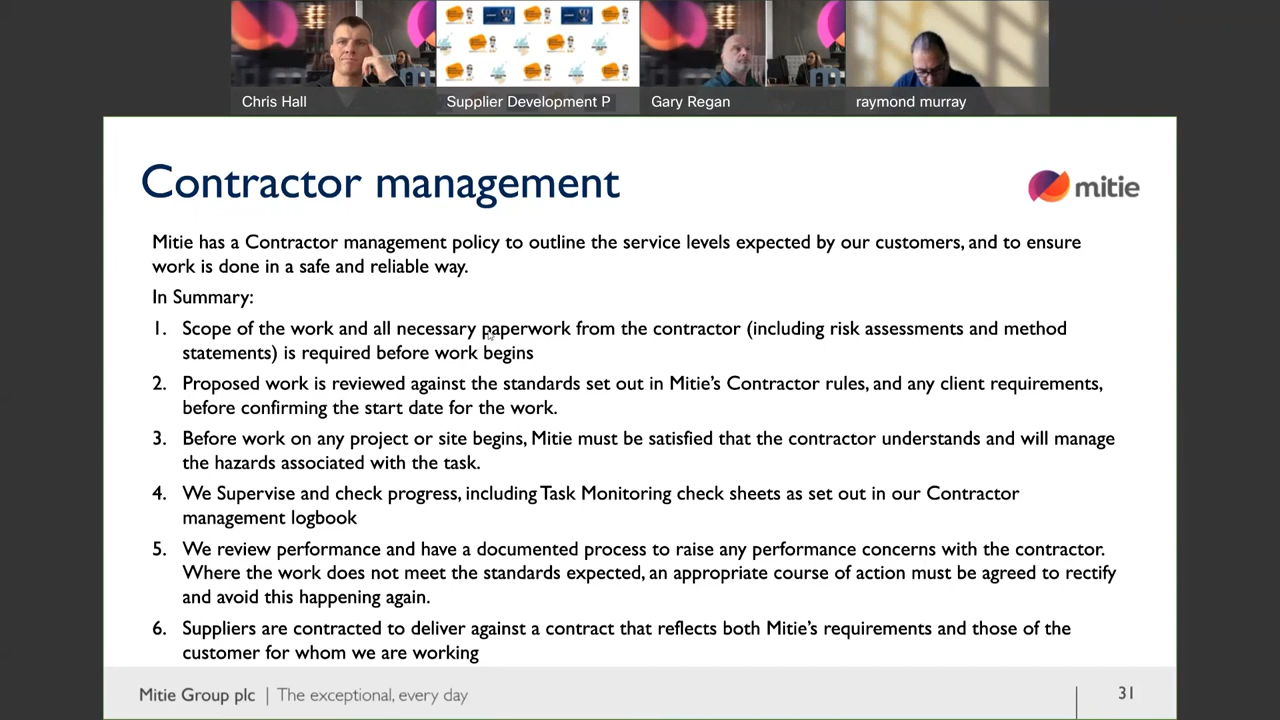 Chris Hall
Supplier Development P
Gary Regan
raymond murray
Contractor management
mitie
Mitie has a Contractor management policy to outline the service levels expected by our customers, and to ensure
work is done in a safe and reliable way.
In Summary:
1. Scope of the work and all necessary paperwork from the contractor (including risk assessments and method
statements) is required before work begins
2. Proposed work is reviewed against the standards set out in Mitie's Contractor rules, and any client requirements,
before confirming the start date for the work.
3. Before work on any project or site begins, Mitie must be satisfied that the contractor understands and will manage
the hazards associated with the task.
4. We Supervise and check progress, including Task Monitoring check sheets as set out in our Contractor
management logbook
5. We review performance and have a documented process to raise any performance concerns with the contractor.
Where the work does not meet the standards expected, an appropriate course of action must be agreed to rectify
and avoid this happening again.
6. Suppliers are contracted to deliver against a contract that reflects both Mitie's requirements and those of the
customer for whom we are working
Mitie Group plc | The exceptional, every day
31